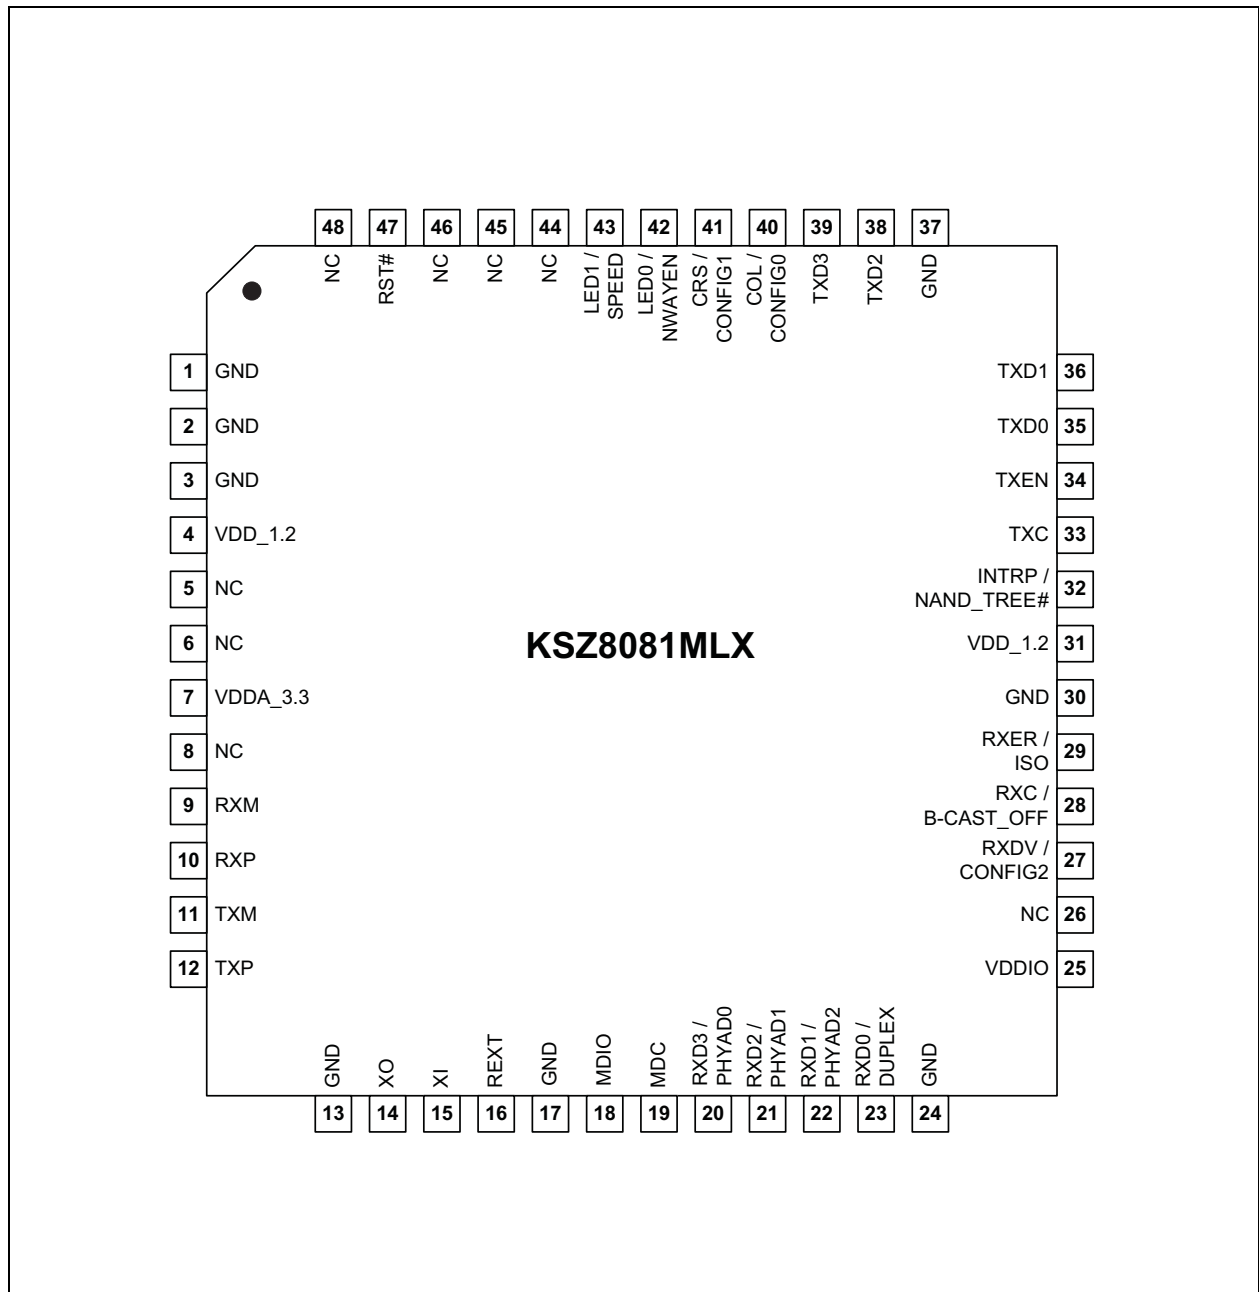 48 47 46 45 44 43 42 41 40 39 38 37
NC
RST#
NC
NC
NC
LED1 /
SPEED
LED0 /
NWAYEN
CRS /
CONFIG1
COL /
CONFIG0
TXD3
TXD2
GND
1 GND
2 GND
3 GND
4 VDD_1.2
5 NC
6 NC
7 VDDA_3.3
8 NC
9 RXM
10 RXP
11 TXM
12 TXP
KSZ8081MLX
TXD1 36
TXD0 35
TXEN 34
TXC 33
INTRP /
NAND_TREE# 32
VDD_1.2 31
GND 30
RXER /
ISO 29
RXC /
B-CAST_OFF 28
RXDV /
CONFIG2 27
NC 26
VDDIO 25
GND
XO
XI
REXT
GND
MDIO
MDC
RXD3 /
PHYAD0
RXD2 /
PHYAD1
RXD1 /
PHYAD2
RXD0 /
DUPLEX
GND
13 14 15 16 17 18 19 20 21 22 23 24